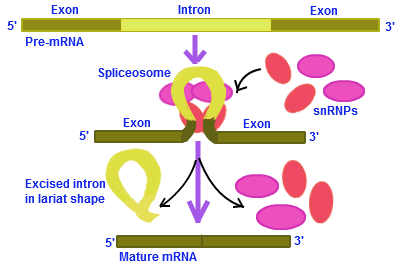 Exon Intron Exon
5' 3'
Pre-mRNA
Spliceosome
snRNPs
Exon Exon
5' 3'
Excised intron
in lariat shape
5' 3'
Mature mRNA